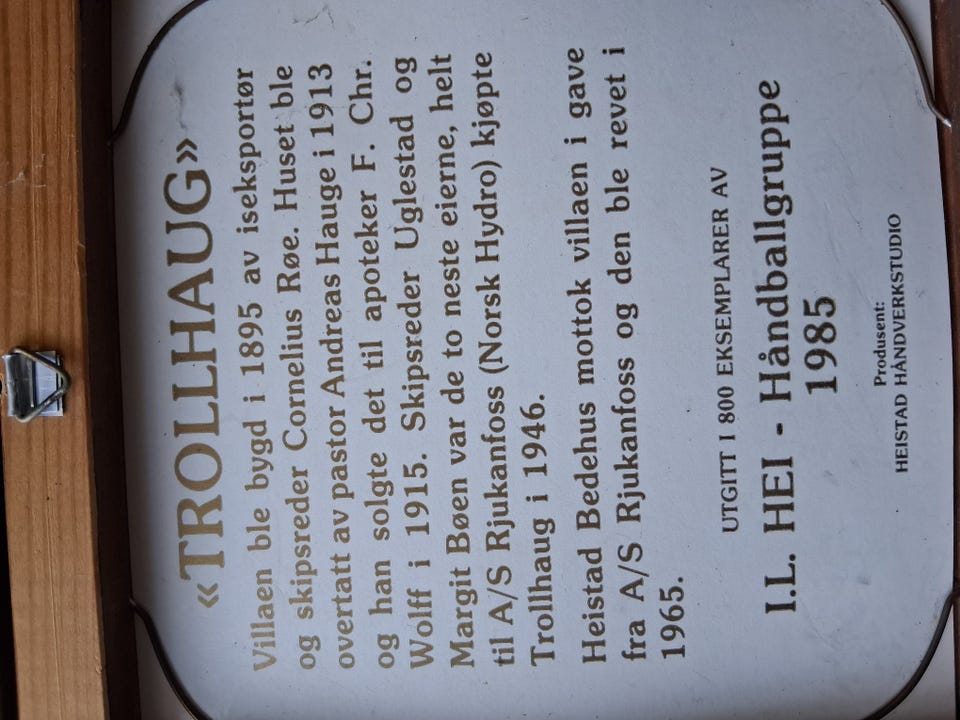 «TROLLHAUG»
Villaen ble bygd i 1895 av iseksportør
og skipsreder Cornelius Røe. Huset ble
overtatt av pastor Andreas Hauge i 1913
og han solgte det til apoteker F. Chr.
Wolff i 1915. Skipsreder Uglestad og
Margit Bøen var de to neste eierne, helt
til A/S Rjukanfoss (Norsk Hydro) kjøpte
Trollhaug i 1946.
Heistad Bedehus mottok villaen i gave
fra A/S Rjukanfoss og den ble revet i
1965.
UTGITT I 800 EKSEMPLARER AV
I.L. HEI - Håndballgruppe
1985
Produsent:
HEISTAD HÅNDVERKSTUDIO